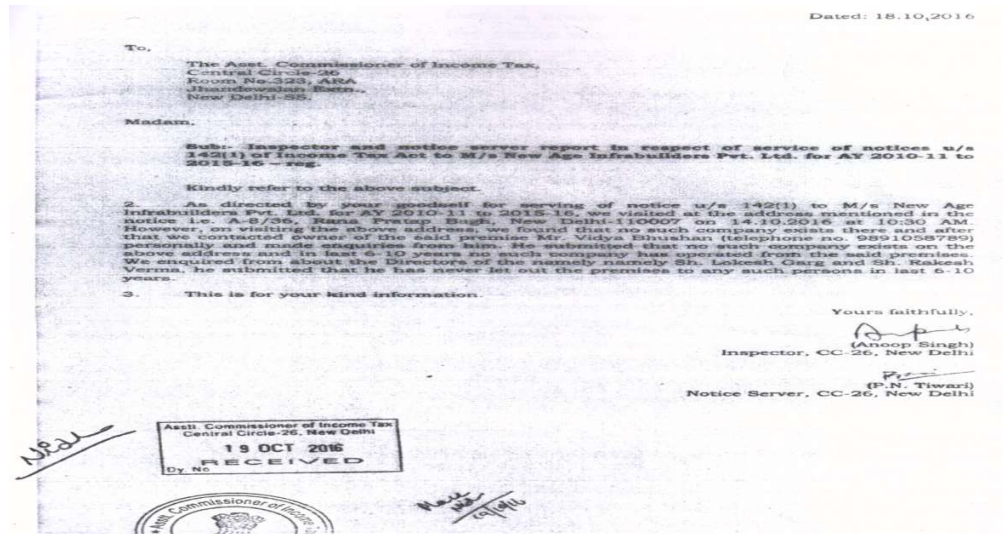 Dated: 18.10,2016
To,
The Asst. Commissioner of Income Tax,
Central Circle-26
Room No.323, ARA
Jhandewalan Extn.,
New Delhi-55.
Madam,
Sub:- Inspector and notice server report in respect of service of notices u/s
142(1) of Income Tax Act to M/s New Age Infrabuilders Pvt. Ltd. for AY 2010-11 to
2015-16 – reg.
Kindly refer to the above subject.
2. As directed by your goodself for serving of notice u/s 142(1) to M/s New Age
Infrabuilders Pvt. Ltd. for AY 2010-11 to 2015-16, we visited at the address mentioned in the
notice i.e. A-8/36, Rana Pratap Bagh, New Delhi-110007 on 14.10.2016 at 10:30 AM.
However, on visiting the above address, we found that no such company exists there and after
that we contacted owner of the said premise Mr. Vidya Bhushan (telephone no. 9891058789)
personally and made enquiries from him. He submitted that no such company exists on the
above address and in last 6-10 years no such company has operated from the said premises.
We enquired from about the Directors of the namely namely Sh. Lokesh Garg and Sh. Rakesh
Verma, he submitted that he has never let out the premises to any such persons in last 6-10
years.
3. This is for your kind information.
Yours faithfully,
(Anoop Singh)
Inspector, CC-26, New Delhi
(P.N. Tiwari)
Notice Server, CC-26, New Delhi
Asstt. Commissioner of Income Tax
Central Circle-26, New Delhi
19 OCT 2016
RECEIVED
Dy. No
Asstt. Commissioner of Income